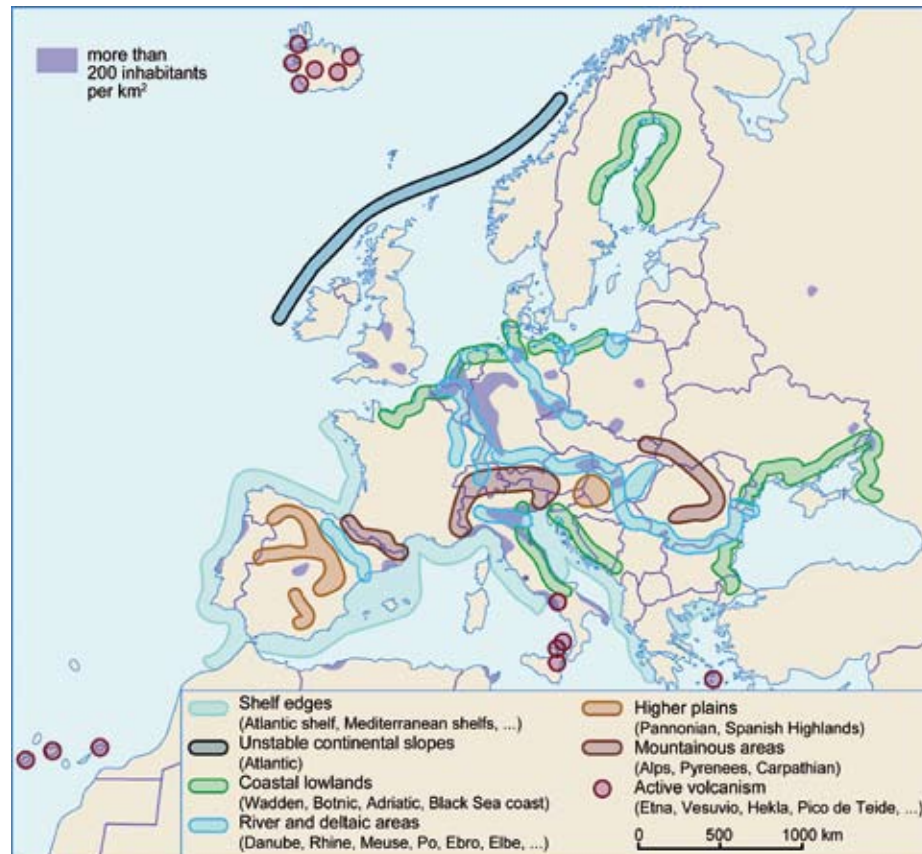 more than
200 inhabitants
per km²
Shelf edges
(Atlantic shelf, Mediterranean shelfs, ...)
Unstable continental slopes
(Atlantic)
Coastal lowlands
(Wadden, Botnic, Adriatic, Black Sea coast)
River and deltaic areas
(Danube, Rhine, Meuse, Po, Ebro, Elbe, ...)
Higher plains
(Pannonian, Spanish Highlands)
Mountainous areas
(Alps, Pyrenees, Carpathian)
Active volcanism
(Etna, Vesuvio, Hekla, Pico de Teide, ...)
0 500 1000 km